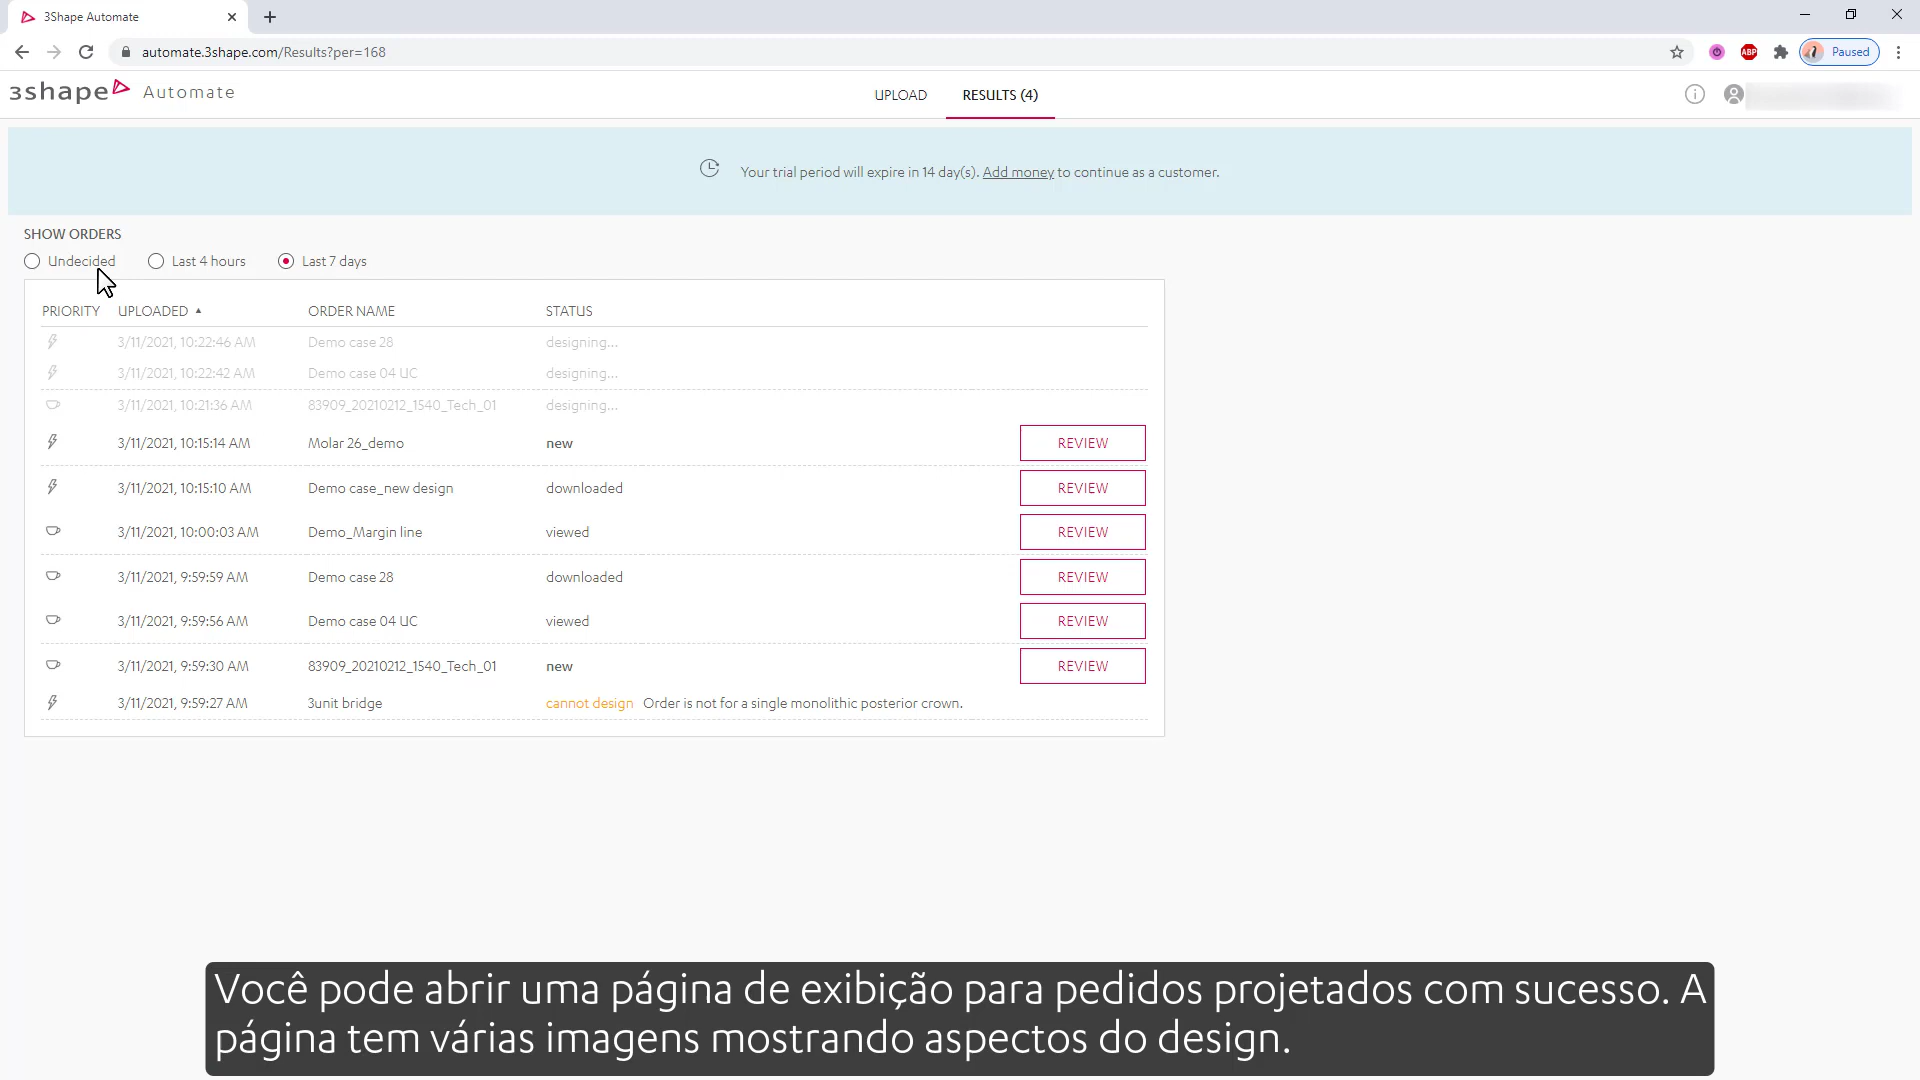 3Shape Automate
automate.3shape.com/Results?per=168
ABP
Paused
3shape Automate
UPLOAD
RESULTS (4)
Your trial period will expire in 14 day(s). Add money to continue as a customer.
SHOW ORDERS
Undecided Last 4 hours Last 7 days
PRIORITY UPLOADED ▲ ORDER NAME STATUS
3/11/2021, 10:22:46 AM Demo case 28 designing...
3/11/2021, 10:22:42 AM Demo case 04 UC designing...
3/11/2021, 10:21:36 AM 83909_20210212_1540_Tech_01 designing...
3/11/2021, 10:15:14 AM Molar 26_demo new REVIEW
3/11/2021, 10:15:10 AM Demo case_new design downloaded REVIEW
3/11/2021, 10:00:03 AM Demo_Margin line viewed REVIEW
3/11/2021, 9:59:59 AM Demo case 28 downloaded REVIEW
3/11/2021, 9:59:56 AM Demo case 04 UC viewed REVIEW
3/11/2021, 9:59:30 AM 83909_20210212_1540_Tech_01 new REVIEW
3/11/2021, 9:59:27 AM 3unit bridge cannot design Order is not for a single monolithic posterior crown.
Você pode abrir uma página de exibição para pedidos projetados com sucesso. A
página tem várias imagens mostrando aspectos do design.